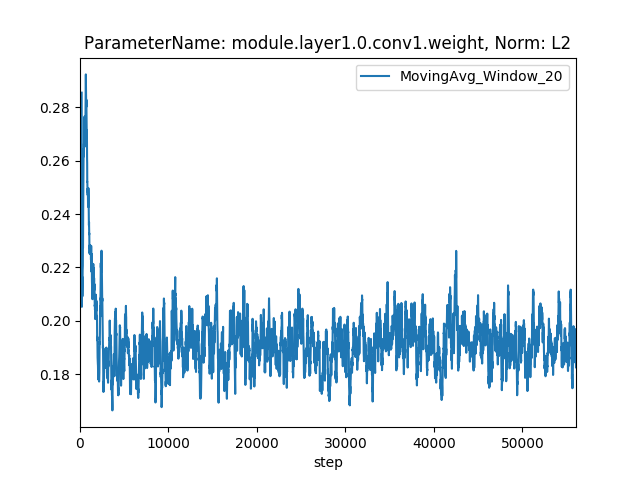 ParameterName: module.layer1.0.conv1.weight, Norm: L2
MovingAvg_Window_20
0.28
0.26
0.24
0.22
0.20
0.18
0 10000 20000 30000 40000 50000
step